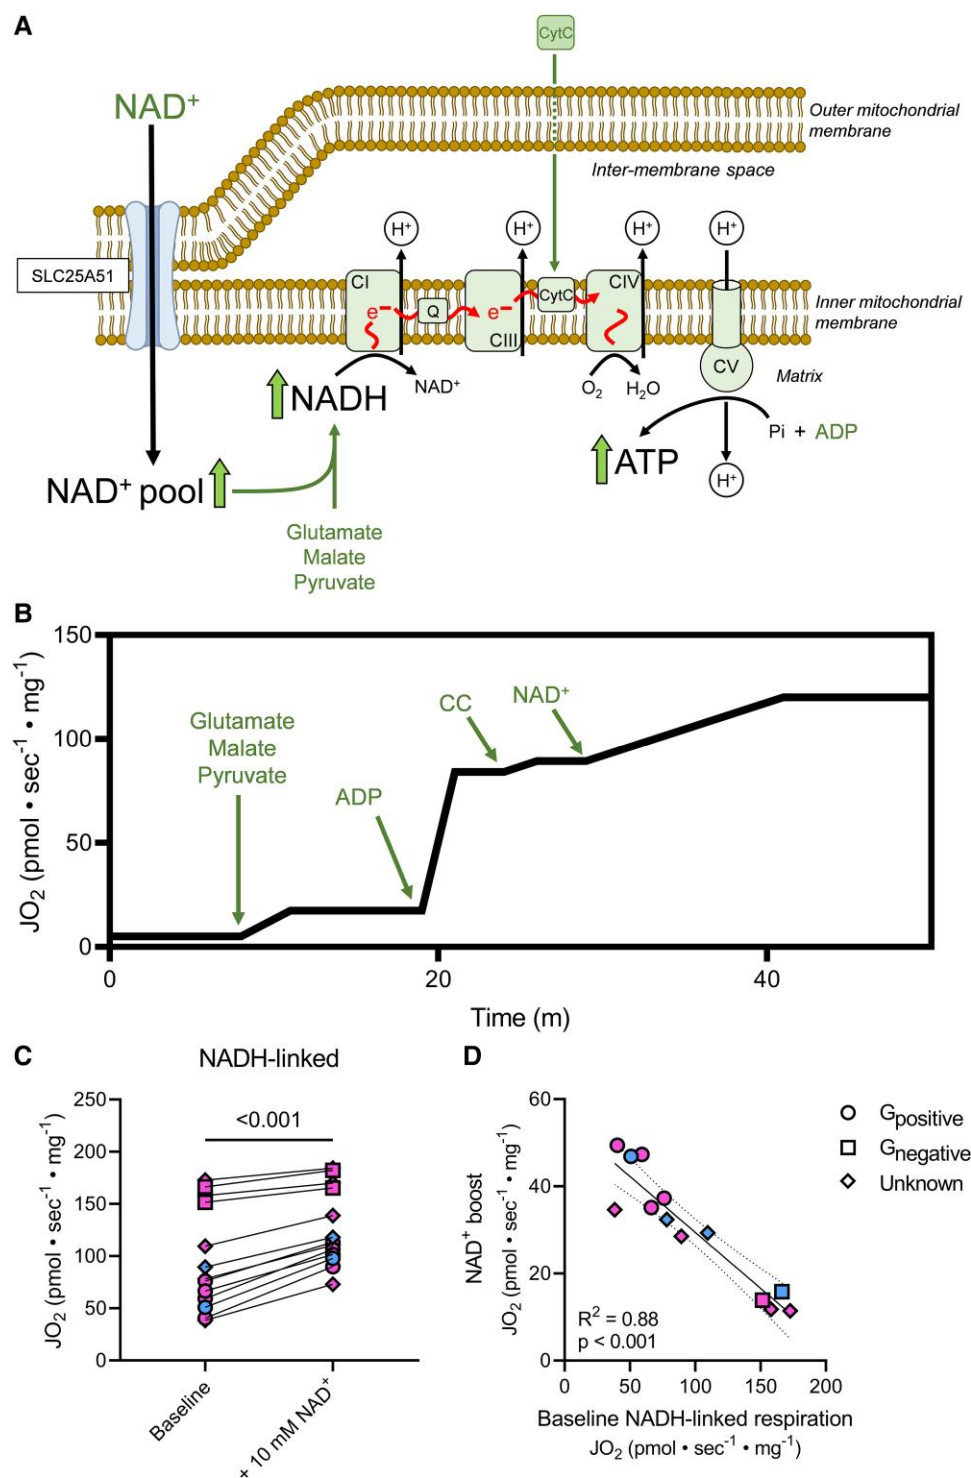 A
CytC
NAD⁺
Outer mitochondrial
membrane
Inter-membrane space
H⁺
H⁺
H⁺
H⁺
SLC25A51
CI
CIV
CytC
e⁻
Q
e⁻
CIII
Inner mitochondrial
membrane
CV
Matrix
NADH
NAD⁺
O₂
H₂O
Pi + ADP
ATP
H⁺
NAD⁺ pool
Glutamate
Malate
Pyruvate
B
150
100
50
0
JO₂ (pmol • sec⁻¹ • mg⁻¹)
Glutamate
Malate
Pyruvate
ADP
CC
NAD⁺
0
20
40
Time (m)
C
NADH-linked
<0.001
250
200
150
100
50
0
JO₂ (pmol • sec⁻¹ • mg⁻¹)
Baseline
+ 10 mM NAD⁺
D
60
40
20
0
NAD⁺ boost
JO₂ (pmol • sec⁻¹ • mg⁻¹)
R² = 0.88
p < 0.001
0
50
100
150
200
Baseline NADH-linked respiration
JO₂ (pmol • sec⁻¹ • mg⁻¹)
Gpositive
Gnegative
Unknown